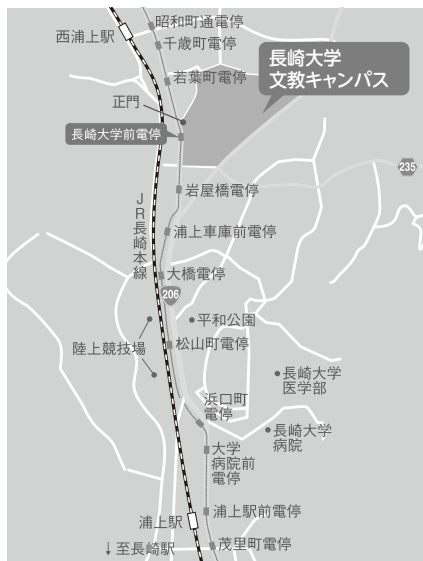 昭和町通電停
西浦上駅
千歳町電停
長崎大学
文教キャンパス
若葉町電停
正門
長崎大学前電停
235
岩屋橋電停
JR長崎本線
浦上車庫前電停
大橋電停
206
平和公園
陸上競技場
松山町電停
長崎大学
医学部
浜口町
電停
長崎大学
病院
大学
病院前
電停
浦上駅前電停
浦上駅
↓至長崎駅
茂里町電停